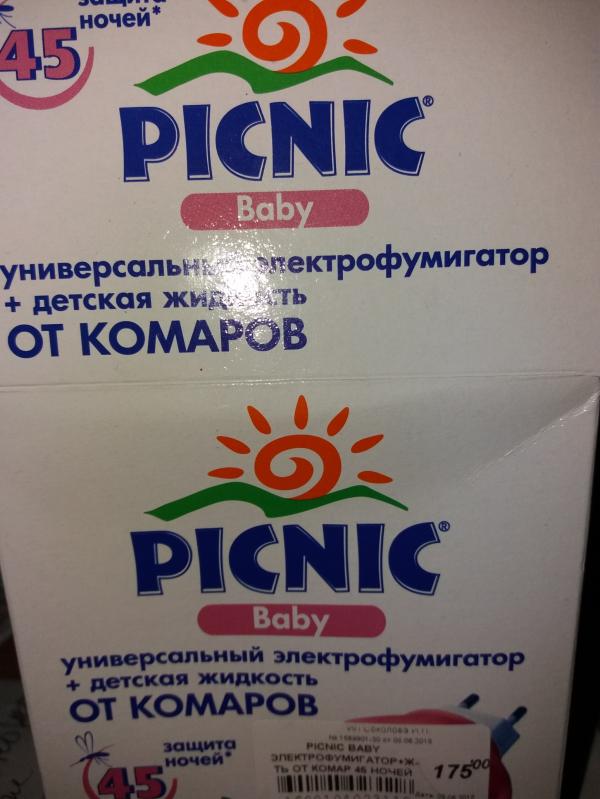 защита
ночей*
45
PICNIC®
Baby
универсальный электрофумигатор
+ детская жидкость
ОТ КОМАРОВ
PICNIC®
Baby
универсальный электрофумигатор
+ детская жидкость
ОТ КОМАРОВ
защита
ночей*
45
PICNIC BABY
ЭЛЕКТРОФУМИГАТОР+Ж-
ТЬ ОТ КОМАР 45 НОЧЕЙ
175⁰⁰